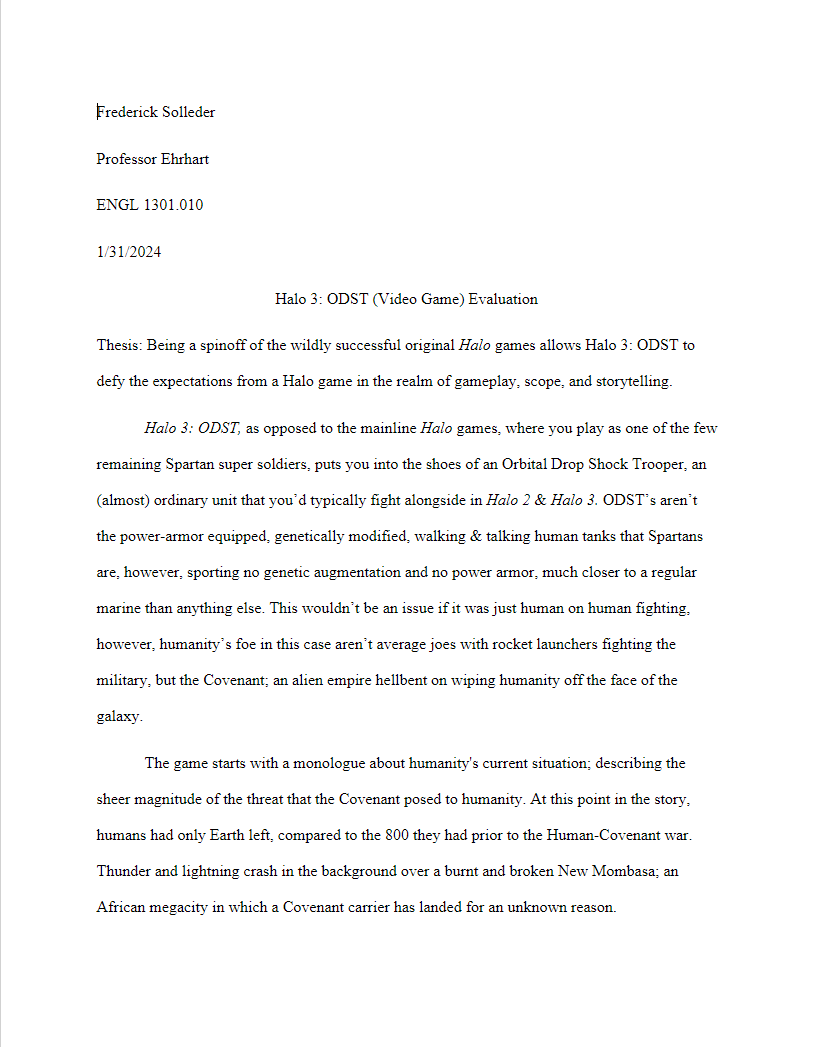 Frederick Solleder
Professor Ehrhart
ENGL 1301.010
1/31/2024
Halo 3: ODST (Video Game) Evaluation
Thesis: Being a spinoff of the wildly successful original Halo games allows Halo 3: ODST to
defy the expectations from a Halo game in the realm of gameplay, scope, and storytelling.
Halo 3: ODST, as opposed to the mainline Halo games, where you play as one of the few
remaining Spartan super soldiers, puts you into the shoes of an Orbital Drop Shock Trooper, an
(almost) ordinary unit that you’d typically fight alongside in Halo 2 & Halo 3. ODST’s aren’t
the power-armor equipped, genetically modified, walking & talking human tanks that Spartans
are, however, sporting no genetic augmentation and no power armor, much closer to a regular
marine than anything else. This wouldn’t be an issue if it was just human on human fighting,
however, humanity’s foe in this case aren’t average joes with rocket launchers fighting the
military, but the Covenant; an alien empire hellbent on wiping humanity off the face of the
galaxy.
The game starts with a monologue about humanity's current situation; describing the
sheer magnitude of the threat that the Covenant posed to humanity. At this point in the story,
humans had only Earth left, compared to the 800 they had prior to the Human-Covenant war.
Thunder and lightning crash in the background over a burnt and broken New Mombasa; an
African megacity in which a Covenant carrier has landed for an unknown reason.